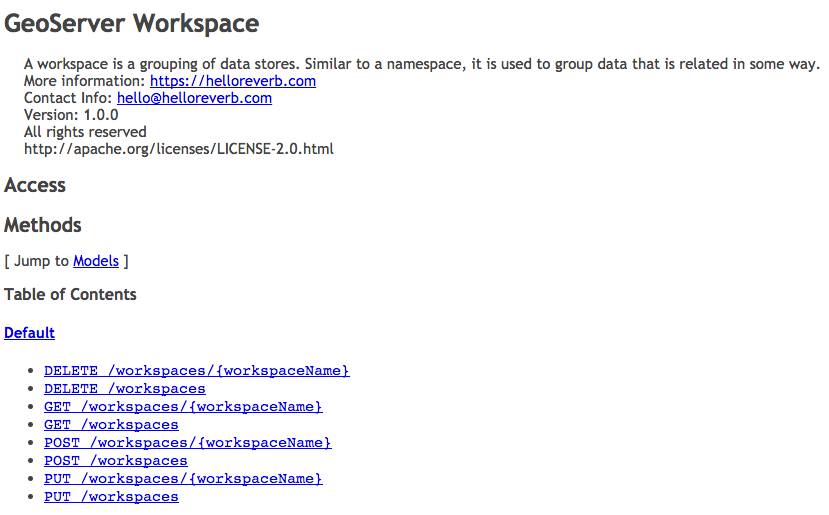 GeoServer Workspace
A workspace is a grouping of data stores. Similar to a namespace, it is used to group data that is related in some way.
More information: https://helloreverb.com
Contact Info: hello@helloreverb.com
Version: 1.0.0
All rights reserved
http://apache.org/licenses/LICENSE-2.0.html
Access
Methods
[ Jump to Models ]
Table of Contents
Default
• DELETE /workspaces/{workspaceName}
• DELETE /workspaces
• GET /workspaces/{workspaceName}
• GET /workspaces
• POST /workspaces/{workspaceName}
• POST /workspaces
• PUT /workspaces/{workspaceName}
• PUT /workspaces